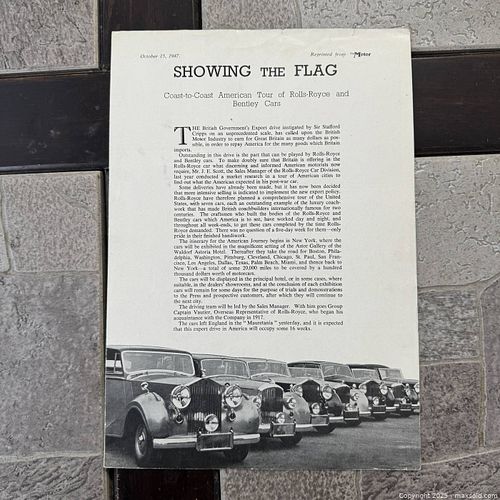 October 15, 1947.
Reprinted from The Motor
SHOWING THE FLAG
Coast-to-Coast American Tour of Rolls-Royce and
Bentley Cars
THE British Government's Export drive instigated by Sir Stafford
Cripps on an unprecedented scale, has called upon the British
Motor Industry to earn for Great Britain as many dollars as pos-
sible, in order to repay America for the many goods which Britain
imports.
Outstanding in this drive is the part that can be played by Rolls-Royce
and Bentley cars. To make doubly sure that Britain is offering in the
Rolls-Royce car what discerning and informed American motorists now
require, Mr. J. E. Scott, the Sales Manager of the Rolls-Royce Car Division,
last year conducted a market research in a tour of American cities to
find out what the American expected in his post-war car.
Some deliveries have already been made, but it has now been decided
that more intensive selling is indicated to implement the new export policy.
Rolls-Royce have therefore planned a comprehensive tour of the United
States, with seven cars, each an outstanding example of the luxury coach-
work that has made British coachbuilders internationally famous for two
centuries. The craftsmen who built the bodies of the Rolls-Royce and
Bentley cars which America is to see, have worked day and night, and
throughout all week-ends, to get these cars completed by the time Rolls-
Royce demanded. There was no question of a five-day week for them—only
pride in their finished handiwork.
The itinerary for the American Journey begins in New York, where the
cars will be exhibited in the magnificent setting of the Astor Gallery of the
Waldorf Astoria Hotel. Thereafter they take the road for Boston, Phila-
delphia, Washington, Pittsburg, Cleveland, Chicago, St. Paul, San Fran-
cisco, Los Angeles, Dallas, Texas, Palm Beach, Miami, and thence back to
New York—a total of some 20,000 miles to be covered by a hundred
thousand dollars worth of motorcars.
The cars will be displayed in the principal hotel, or in some cases, where
suitable, in the dealers' showrooms, and at the conclusion of each exhibition
cars will remain for some days for the purpose of trials and demonstrations
to the Press and prospective customers, after which they will continue to
the next city.
The driving team will be led by the Sales Manager. With him goes Group
Captain Vautier, Overseas Representative of Rolls-Royce, who began his
acquaintance with the Company in 1917.
The cars left England in the "Mauretania" yesterday, and it is expected
that this export drive in America will occupy some 16 weeks.
Copyright 2025 - maxsold.com